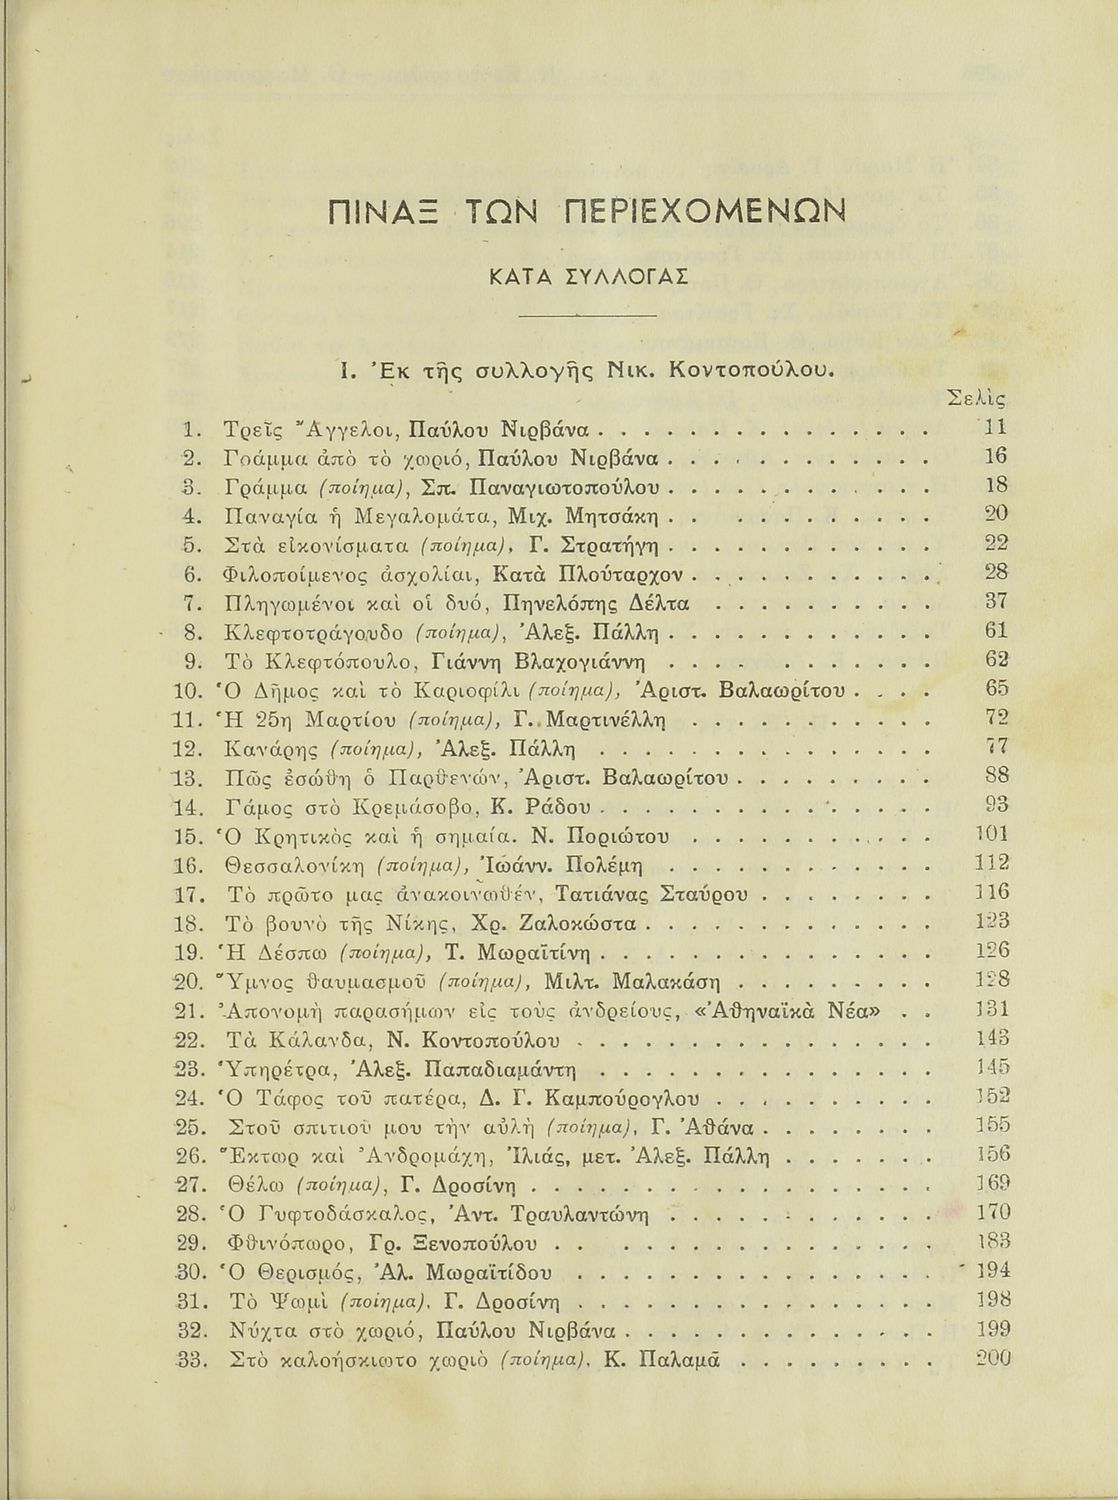 ΠΙΝΑΞ ΤΩΝ ΠΕΡΙΕΧΟΜΕΝΩΝ
ΚΑΤΑ ΣΥΛΛΟΓΑΣ
Ι. Ἐκ τῆς συλλογῆς Νικ. Κοντοπούλου.
Σελὶς
1. Τρεῖς Ἄγγελοι, Παύλου Νιρβάνα . . . . . . . . . . . . . . . 11
2. Γράμμα ἀπὸ τὸ χωριό, Παύλου Νιρβάνα . . . . . . . . . . . . 16
3. Γράμμα (ποίημα), Σπ. Παναγιωτοπούλου . . . . . . . . . . . . 18
4. Παναγία ἡ Μεγαλομάτα, Μιχ. Μητσάκη . . . . . . . . . . . 20
5. Στὰ εἰκονίσματα (ποίημα), Γ. Στρατήγη . . . . . . . . . . . . 22
6. Φιλοποίμενος ἀσχολίαι, Κατὰ Πλούταρχον . . . . . . . . . . . 28
7. Πληγωμένοι καὶ οἱ δυό, Πηνελόπης Δέλτα . . . . . . . . . . 37
8. Κλεφτοτράγουδο (ποίημα), Ἀλεξ. Πάλλη . . . . . . . . . . . . 61
9. Τὸ Κλεφτόπουλο, Γιάννη Βλαχογιάννη . . . . . . . . . . . 62
10. Ὁ Δῆμος καὶ τὸ Καριοφίλι (ποίημα), Ἀριστ. Βαλαωρίτου . . . . 65
11. Ἡ 25η Μαρτίου (ποίημα), Γ. Μαρτινέλλη . . . . . . . . . . . 72
12. Κανάρης (ποίημα), Ἀλεξ. Πάλλη . . . . . . . . . . . . . . . 77
13. Πῶς ἐσώθη ὁ Παρθενών, Ἀριστ. Βαλαωρίτου . . . . . . . . . 88
14. Γάμος στὸ Κρεμάσοβο, Κ. Ράδου . . . . . . . . . . . . . . . 93
15. Ὁ Κρητικὸς καὶ ἡ σημαία. Ν. Ποριώτου . . . . . . . . . . . 101
16. Θεσσαλονίκη (ποίημα), Ἰωάνν. Πολέμη . . . . . . . . . . . . 112
17. Τὸ πρῶτο μας ἀνακοινωθέν, Τατιάνας Σταύρου . . . . . . . . 116
18. Τὸ βουνὸ τῆς Νίκης, Χρ. Ζαλοκώστα . . . . . . . . . . . . . 123
19. Ἡ Δέσπω (ποίημα), Τ. Μωραϊτίνη . . . . . . . . . . . . . . . 126
20. Ὕμνος θαυμασμοῦ (ποίημα), Μιλτ. Μαλακάση . . . . . . . . . 128
21. Ἀπονομὴ παρασήμων εἰς τοὺς ἀνδρείους, «Ἀθηναϊκὰ Νέα» . . 131
22. Τὰ Κάλανδα, Ν. Κοντοπούλου . . . . . . . . . . . . . . . . 143
23. Ὑπηρέτρα, Ἀλεξ. Παπαδιαμάντη . . . . . . . . . . . . . . . 145
24. Ὁ Τάφος τοῦ πατέρα, Δ. Γ. Καμπούρογλου . . . . . . . . . . 152
25. Στοῦ σπιτιοῦ μου τὴν αὐλὴ (ποίημα), Γ. Ἀθάνα . . . . . . . . 155
26. Ἕκτωρ καὶ Ἀνδρομάχη, Ἰλιάς, μετ. Ἀλεξ. Πάλλη . . . . . . . 156
27. Θέλω (ποίημα), Γ. Δροσίνη . . . . . . . . . . . . . . . . . . 169
28. Ὁ Γυφτοδάσκαλος, Ἀντ. Τραυλαντώνη . . . . . . . . . . . . 170
29. Φθινόπωρο, Γρ. Ξενοπούλου . . . . . . . . . . . . . . . . 183
30. Ὁ Θερισμός, Ἀλ. Μωραϊτίδου . . . . . . . . . . . . . . . . 194
31. Τὸ Ψωμὶ (ποίημα), Γ. Δροσίνη . . . . . . . . . . . . . . . . 198
32. Νύχτα στὸ χωριό, Παύλου Νιρβάνα . . . . . . . . . . . . . . 199
33. Στὸ καλοήσκιωτο χωριὸ (ποίημα), Κ. Παλαμᾶ . . . . . . . . . 200